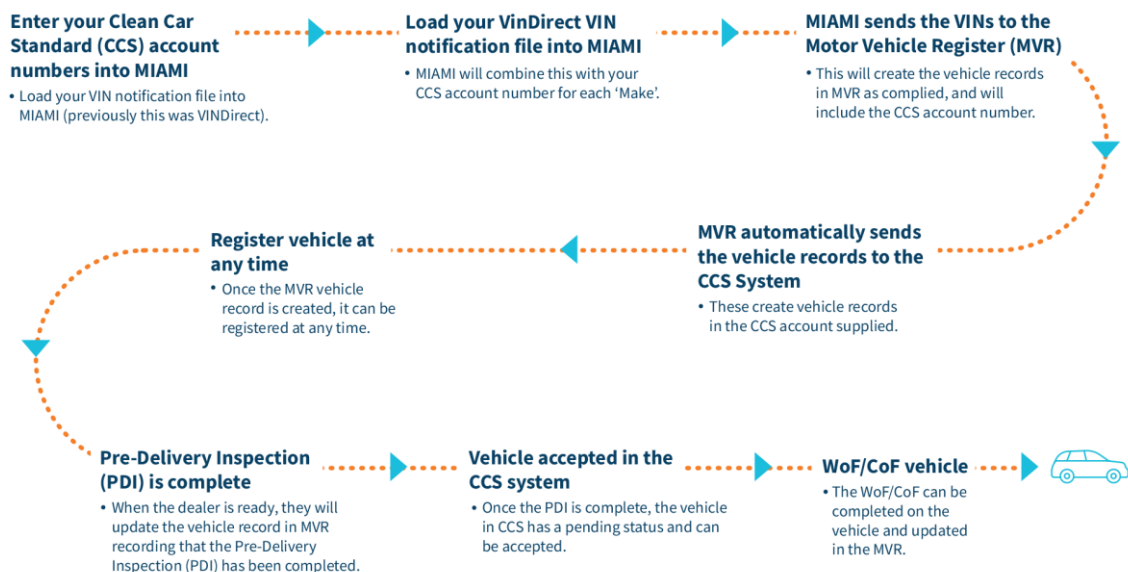 Enter your Clean Car
Standard (CCS) account
numbers into MIAMI
• Load your VIN notification file into
MIAMI (previously this was VINDirect).
Load your VinDirect VIN
notification file into MIAMI
• MIAMI will combine this with your
CCS account number for each ‘Make’.
MIAMI sends the VINs to the
Motor Vehicle Register (MVR)
• This will create the vehicle records
in MVR as complied, and will
include the CCS account number.
MVR automatically sends
the vehicle records to the
CCS System
• These create vehicle records
in the CCS account supplied.
Register vehicle at
any time
• Once the MVR vehicle
record is created, it can be
registered at any time.
Pre-Delivery Inspection
(PDI) is complete
• When the dealer is ready, they will
update the vehicle record in MVR
recording that the Pre-Delivery
Inspection (PDI) has been completed.
Vehicle accepted in the
CCS system
• Once the PDI is complete, the vehicle
in CCS has a pending status and can
be accepted.
WoF/CoF vehicle
• The WoF/CoF can be
completed on the
vehicle and updated
in the MVR.